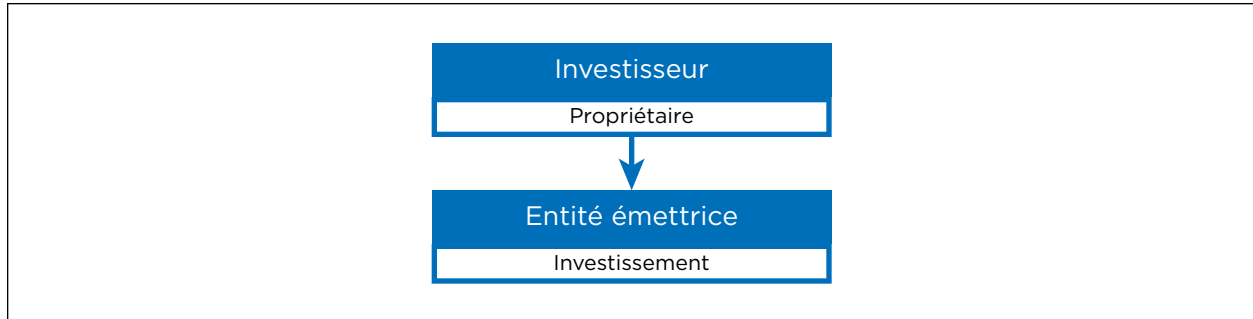 Investisseur
Propriétaire
Entité émettrice
Investissement